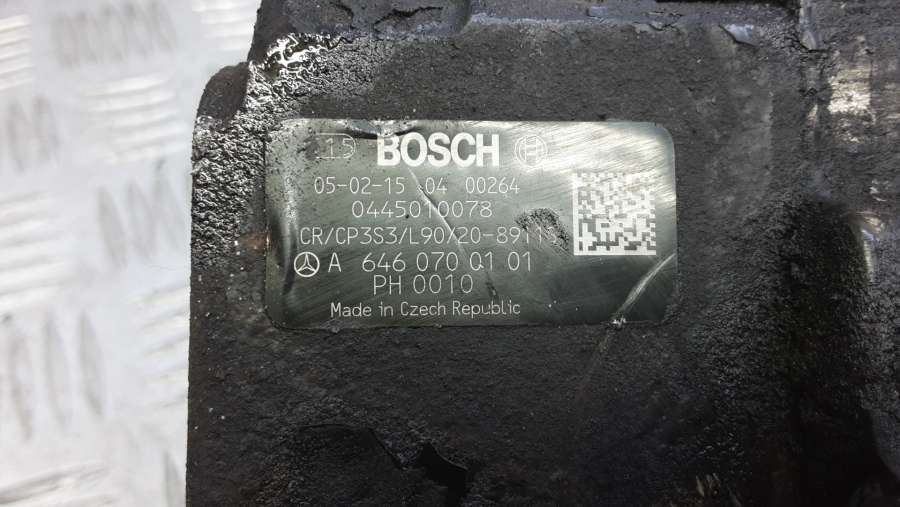 115 BOSCH
05-02-15 04 00264
0445010078
CR/CP3S3/L90/20-8911
A 646 070 01 01
PH 0010
Made in Czech Republic